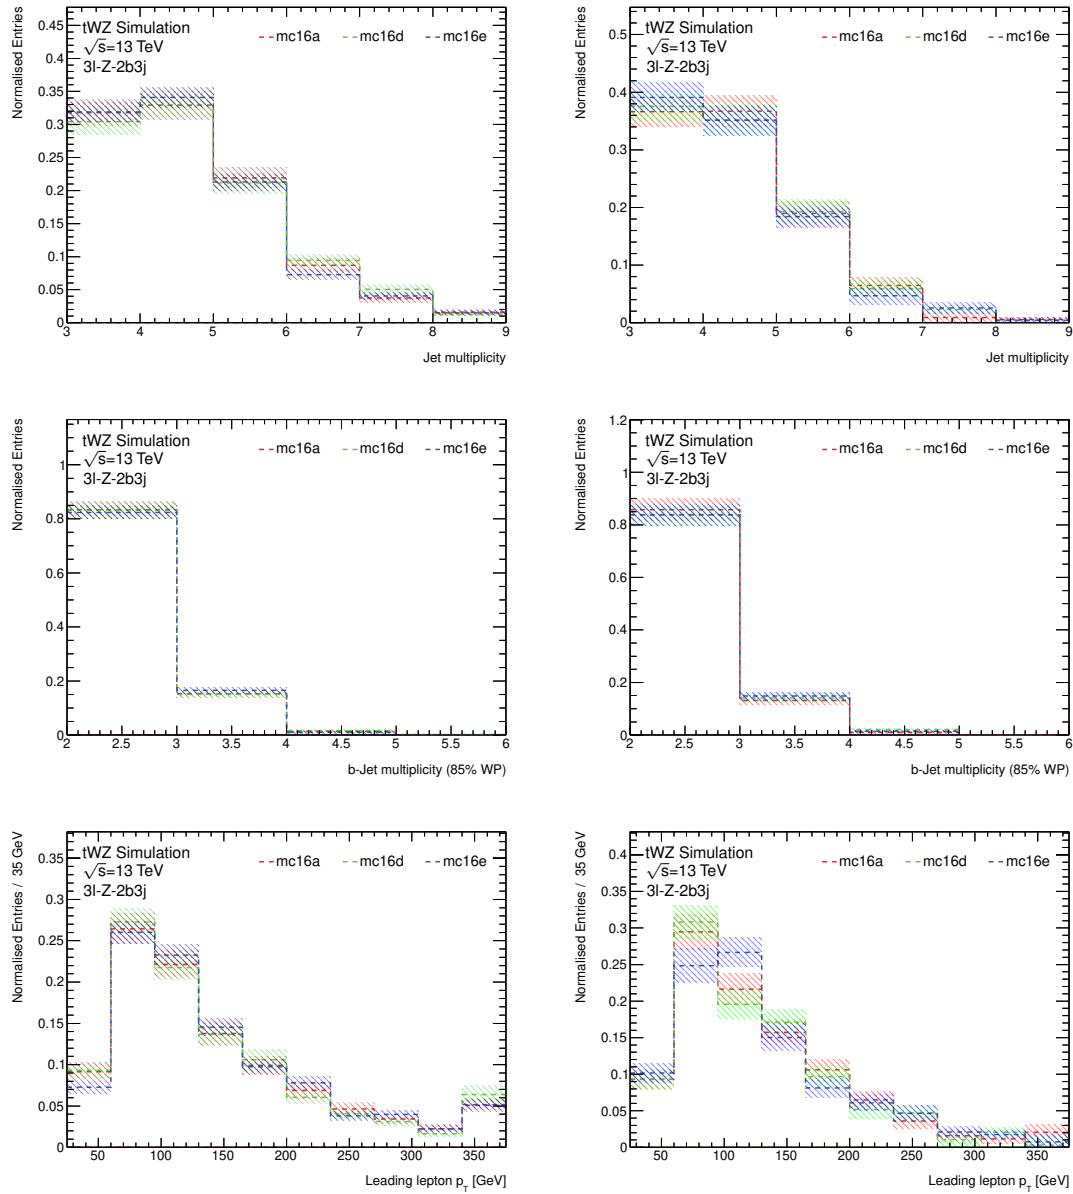 Normalised Entries
0.45
0.4
0.35
0.3
0.25
0.2
0.15
0.1
0.05
0
tWZ Simulation
√s=13 TeV
3l-Z-2b3j
mc16a mc16d mc16e
3 4 5 6 7 8 9
Jet multiplicity
Normalised Entries
0.5
0.4
0.3
0.2
0.1
0
tWZ Simulation
√s=13 TeV
3l-Z-2b3j
mc16a mc16d mc16e
3 4 5 6 7 8 9
Jet multiplicity
Normalised Entries
1
0.8
0.6
0.4
0.2
0
tWZ Simulation
√s=13 TeV
3l-Z-2b3j
mc16a mc16d mc16e
2 2.5 3 3.5 4 4.5 5 5.5 6
b-Jet multiplicity (85% WP)
Normalised Entries
1.2
1
0.8
0.6
0.4
0.2
0
tWZ Simulation
√s=13 TeV
3l-Z-2b3j
mc16a mc16d mc16e
2 2.5 3 3.5 4 4.5 5 5.5 6
b-Jet multiplicity (85% WP)
Normalised Entries / 35 GeV
0.35
0.3
0.25
0.2
0.15
0.1
0.05
0
tWZ Simulation
√s=13 TeV
3l-Z-2b3j
mc16a mc16d mc16e
50 100 150 200 250 300 350
Leading lepton p_T [GeV]
Normalised Entries / 35 GeV
0.4
0.35
0.3
0.25
0.2
0.15
0.1
0.05
0
tWZ Simulation
√s=13 TeV
3l-Z-2b3j
mc16a mc16d mc16e
50 100 150 200 250 300 350
Leading lepton p_T [GeV]